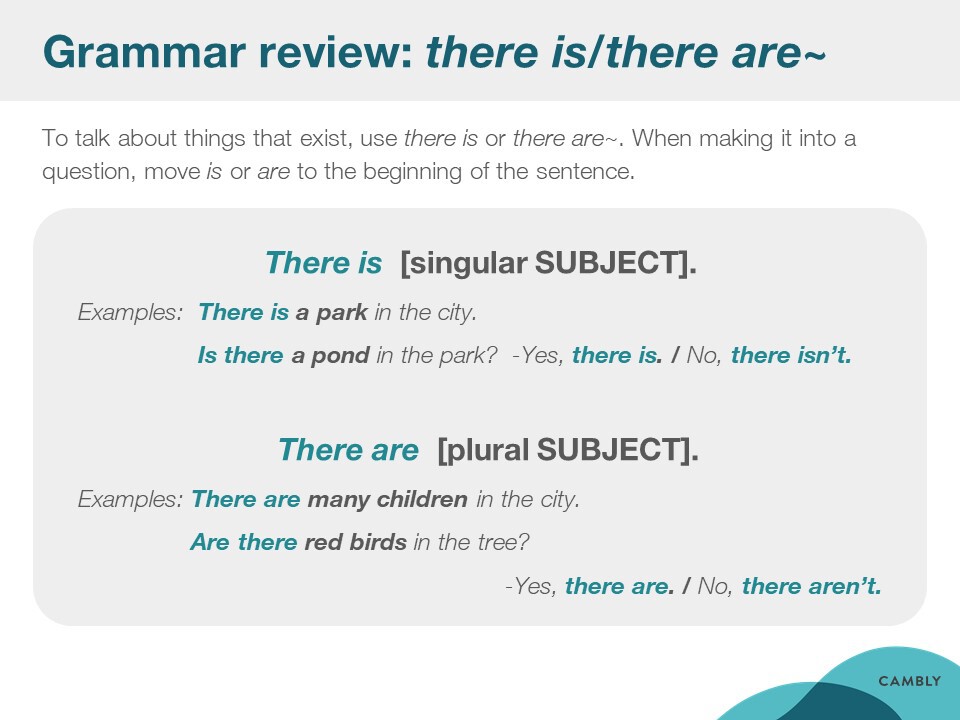 Grammar review: there is/there are~
To talk about things that exist, use there is or there are~. When making it into a
question, move is or are to the beginning of the sentence.
There is [singular SUBJECT].
Examples: There is a park in the city.
Is there a pond in the park? -Yes, there is. / No, there isn’t.
There are [plural SUBJECT].
Examples: There are many children in the city.
Are there red birds in the tree?
-Yes, there are. / No, there aren’t.
CAMBLY